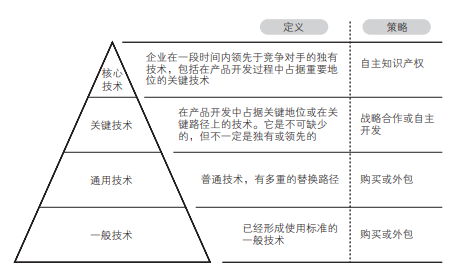 定义
策略
核心
技术
企业在一段时间内领先于竞争对手的独有
技术，包括在产品开发过程中占据重要地
位的关键技术
自主知识产权
关键技术
在产品开发中占据关键地位或在关
键路径上的技术。它是不可缺少
的，但不一定是独有或领先的
战略合作或自主
开发
通用技术
普通技术，有多重的替换路径
购买或外包
一般技术
已经形成使用标准的
一般技术
购买或外包